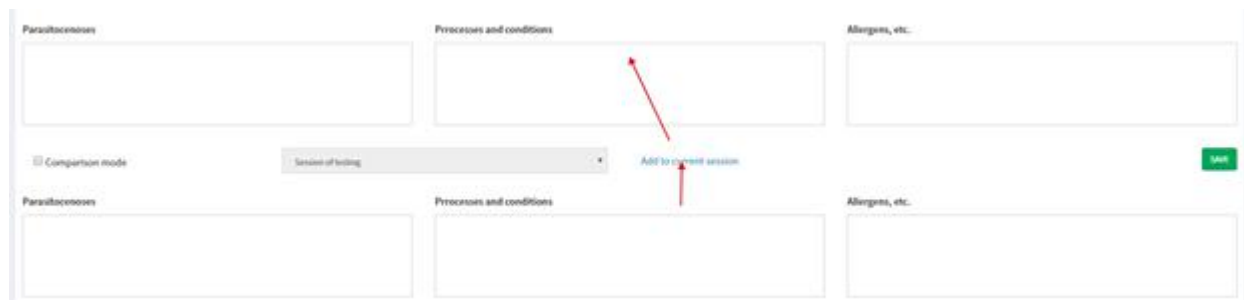 Parasitocenoses Processes and conditions Allergens, etc.
Comparison mode Session of testing Add to current session SAVE
Parasitocenoses Processes and conditions Allergens, etc.